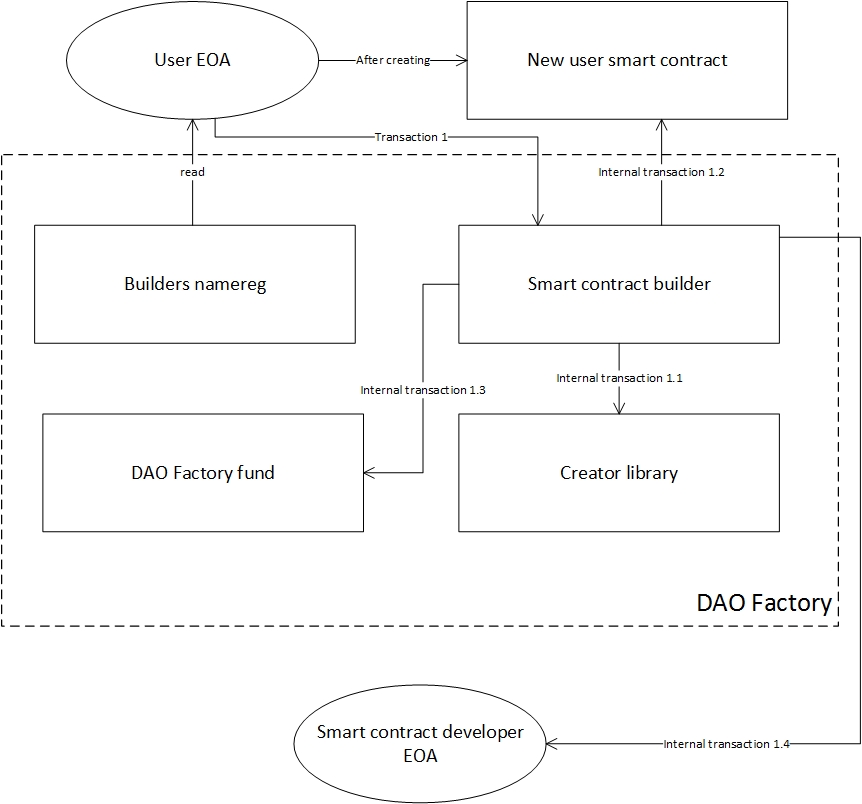 User EOA
After creating
New user smart contract
Transaction 1
read
Internal transaction 1.2
Builders namereg
Smart contract builder
Internal transaction 1.1
Internal transaction 1.3
DAO Factory fund
Creator library
DAO Factory
Smart contract developer
EOA
Internal transaction 1.4